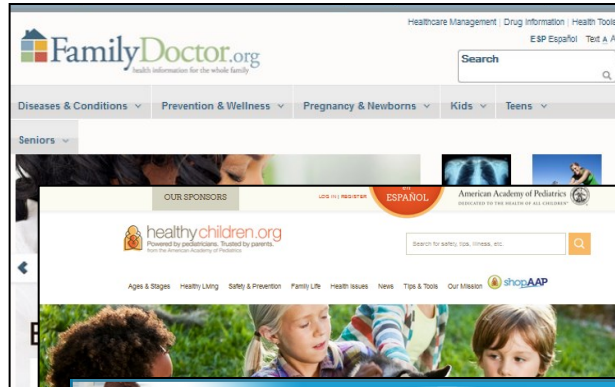 Healthcare Management | Drug Information | Health Tools
ESP Español Text A A
FamilyDoctor.org
health information for the whole family
Search
Diseases & Conditions Prevention & Wellness Pregnancy & Newborns Kids Teens
Seniors
OUR SPONSORS
LOG IN | REGISTER
ESPAÑOL
American Academy of Pediatrics
DEDICATED TO THE HEALTH OF ALL CHILDREN
healthychildren.org
Powered by pediatricians. Trusted by parents.
from the American Academy of Pediatrics
Search for safety, tips, illness, etc.
Ages & Stages Healthy Living Safety & Prevention Family Life Health Issues News Tips & Tools Our Mission shopAAP